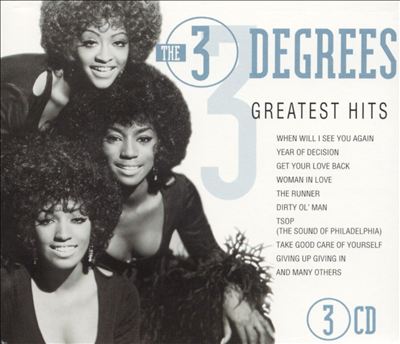 THE 3 DEGREES
3
GREATEST HITS
WHEN WILL I SEE YOU AGAIN
YEAR OF DECISION
GET YOUR LOVE BACK
WOMAN IN LOVE
THE RUNNER
DIRTY OL' MAN
TSOP
(THE SOUND OF PHILADELPHIA)
TAKE GOOD CARE OF YOURSELF
GIVING UP GIVING IN
AND MANY OTHERS
3 CD